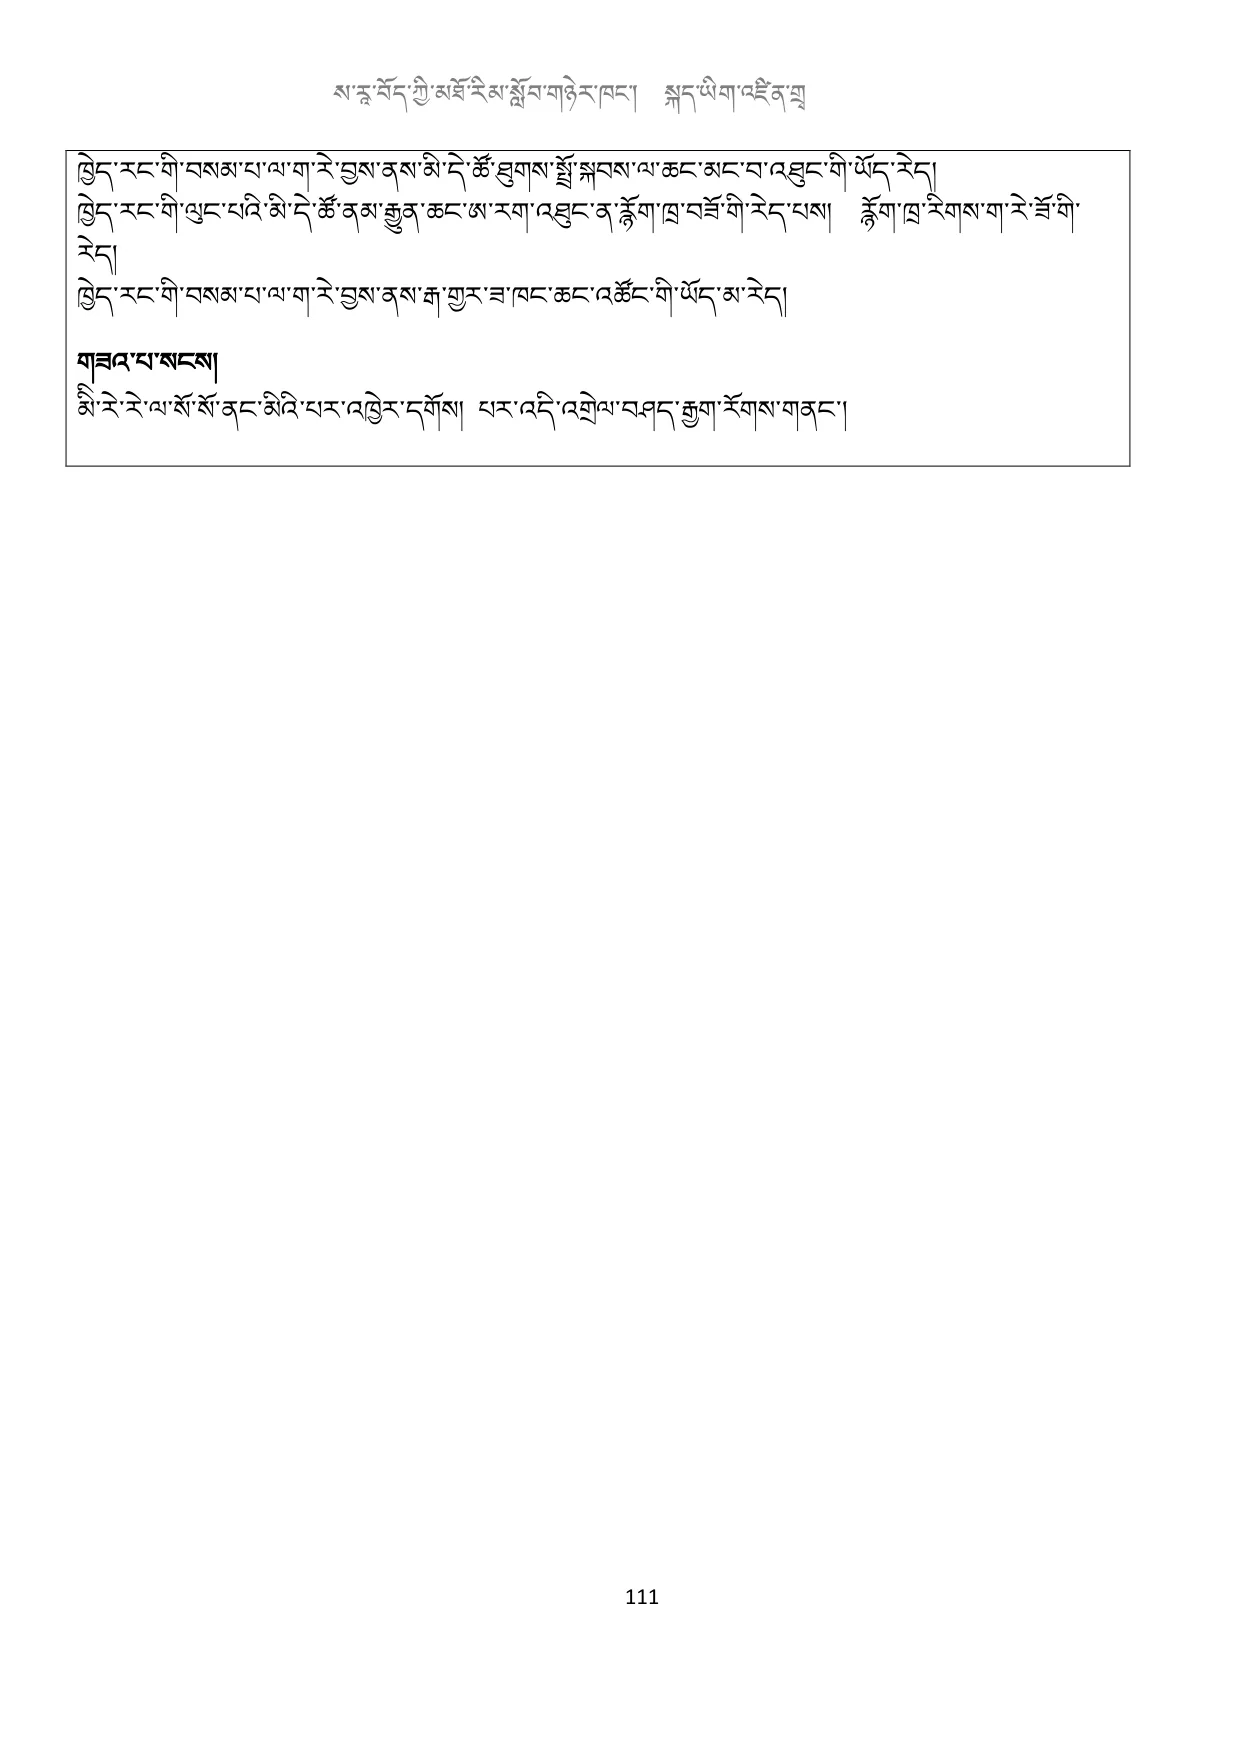 ས་རཱ་བོད་ཀྱི་མཐོ་རིམ་སློབ་གཉེར་ཁང་།  སྐད་ཡིག་འཛིན་གྲྭ
ཁྱེད་རང་གི་བསམ་པ་ལ་ག་རེ་བྱས་ནས་མི་དེ་ཚོ་ཐུགས་སྤྲོ་སྐབས་ལ་ཆང་མང་བ་འཐུང་གི་ཡོད་རེད།
ཁྱེད་རང་གི་ལུང་པའི་མི་དེ་ཚོ་ནམ་རྒྱུན་ཆང་ཨ་རག་འཐུང་ན་རྙོག་ཁྲ་བཟོ་གི་རེད་པས།  རྙོག་ཁྲ་རིགས་ག་རེ་ཟོ་གི་
རེད།
ཁྱེད་རང་གི་བསམ་པ་ལ་ག་རེ་བྱས་ནས་རྒ་གྱར་ཟ་ཁང་ཆང་འཚོང་གི་ཡོད་མ་རེད།
གཟའ་པ་སངས།
མི་རེ་རེ་ལ་སོ་སོ་ནང་མིའི་པར་འཁྱེར་དགོས། པར་འདི་འགྲེལ་བཤད་རྒྱག་རོགས་གནང་།
111